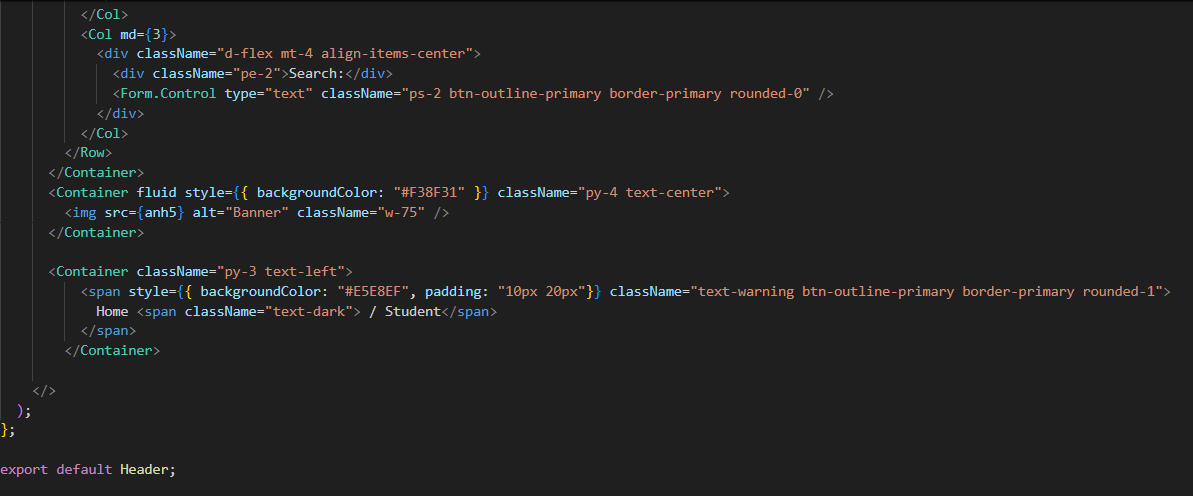 </Col>
<Col md={3}>
<div className="d-flex mt-4 align-items-center">
<div className="pe-2">Search:</div>
<Form.Control type="text" className="ps-2 btn-outline-primary border-primary rounded-0" />
</div>
</Col>
</Row>
</Container>
<Container fluid style={{ backgroundColor: "#F38F31" }} className="py-4 text-center">
<img src={anh5} alt="Banner" className="w-75" />
</Container>
<Container className="py-3 text-left">
<span style={{ backgroundColor: "#E5E8EF", padding: "10px 20px"}} className="text-warning btn-outline-primary border-primary rounded-1">
Home <span className="text-dark"> / Student</span>
</span>
</Container>
</>
);
};
export default Header;